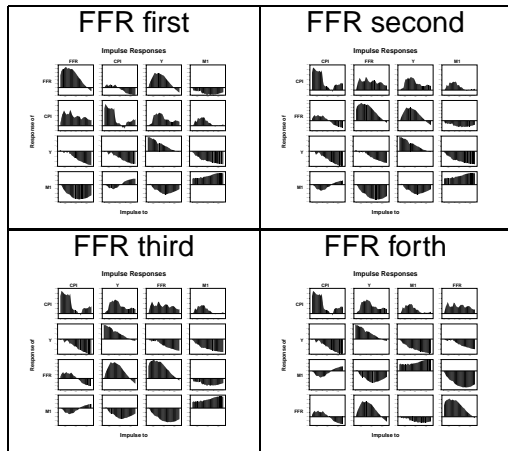 FFR first
Impulse Responses
FFR CPI Y M1
FFR
CPI
Y
M1
Response of
Impulse to
FFR second
Impulse Responses
CPI FFR Y M1
CPI
FFR
Y
M1
Response of
Impulse to
FFR third
Impulse Responses
CPI Y FFR M1
CPI
Y
FFR
M1
Response of
Impulse to
FFR forth
Impulse Responses
CPI Y M1 FFR
CPI
Y
M1
FFR
Response of
Impulse to